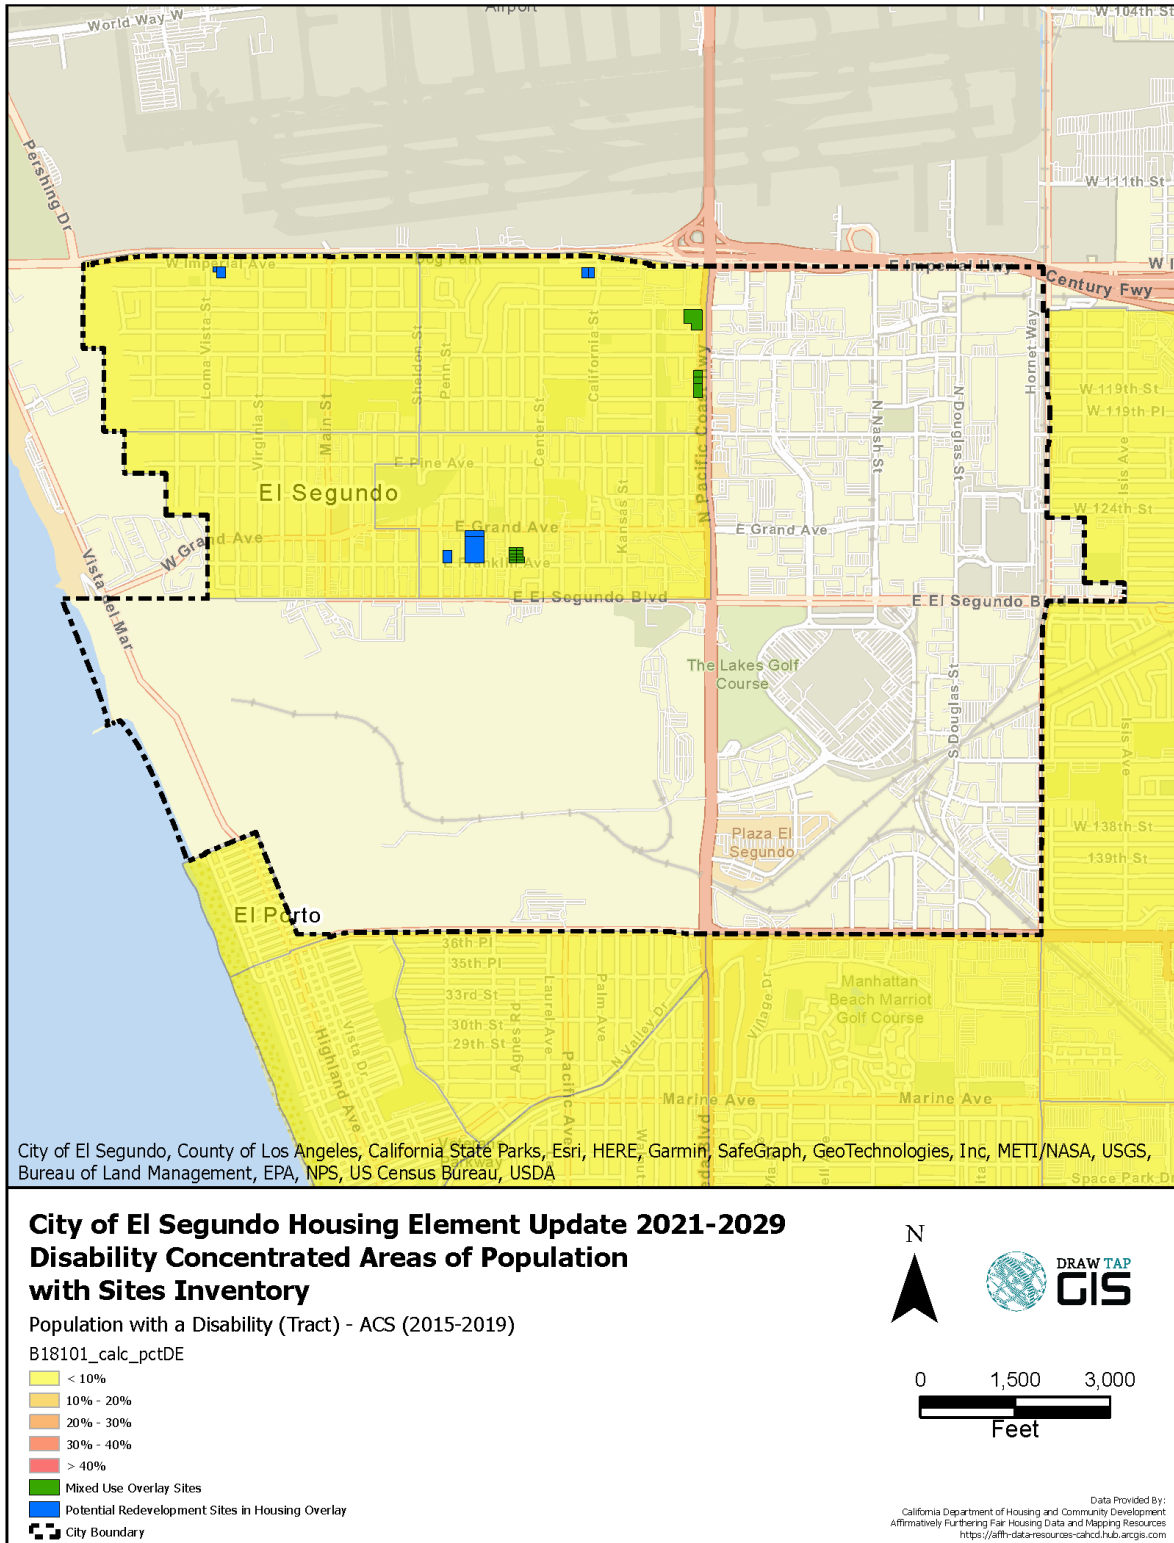 Airport
World Way W
W 104th St
Pershing Dr
W 111th St
W Imperial Ave
Dog Park
E Imperial Hwy
W I
Century Fwy
Loma Vista St
Sheldon St
Penn St
California St
N Pacific Coast Hwy
Hornet Way
W 119th St
W 119th Pl
N Nash St
N Douglas St
Virginia St
Main St
Center St
Isis Ave
E Pine Ave
El Segundo
Kansas St
W 124th St
E Grand Ave
E Grand Ave
W Grand Ave
Franklin Ave
Vista del Mar
E El Segundo Blvd
E El Segundo B
The Lakes Golf
Course
S Douglas St
Isis Ave
Plaza El
Segundo
W 138th St
139th St
El Porto
36th Pl
35th Pl
33rd St
30th St
29th St
Agnes Rd
Laurel Ave
Palm Ave
N Valley Dr
Village Dr
Manhattan
Beach Marriot
Golf Course
Vista Dr
Highland Ave
Pacific Ave
Marine Ave
Marine Ave
Veterans
Parkway
Space Park D
City of El Segundo, County of Los Angeles, California State Parks, Esri, HERE, Garmin, SafeGraph, GeoTechnologies, Inc, METI/NASA, USGS,
Bureau of Land Management, EPA, NPS, US Census Bureau, USDA
City of El Segundo Housing Element Update 2021-2029
Disability Concentrated Areas of Population
with Sites Inventory
Population with a Disability (Tract) - ACS (2015-2019)
B18101_calc_pctDE
< 10%
10% - 20%
20% - 30%
30% - 40%
> 40%
Mixed Use Overlay Sites
Potential Redevelopment Sites in Housing Overlay
City Boundary
N
DRAW TAP
GIS
0 1,500 3,000
Feet
Data Provided By:
California Department of Housing and Community Development
Affirmatively Furthering Fair Housing Data and Mapping Resources
https://affh-data-resources-cahcd.hub.arcgis.com